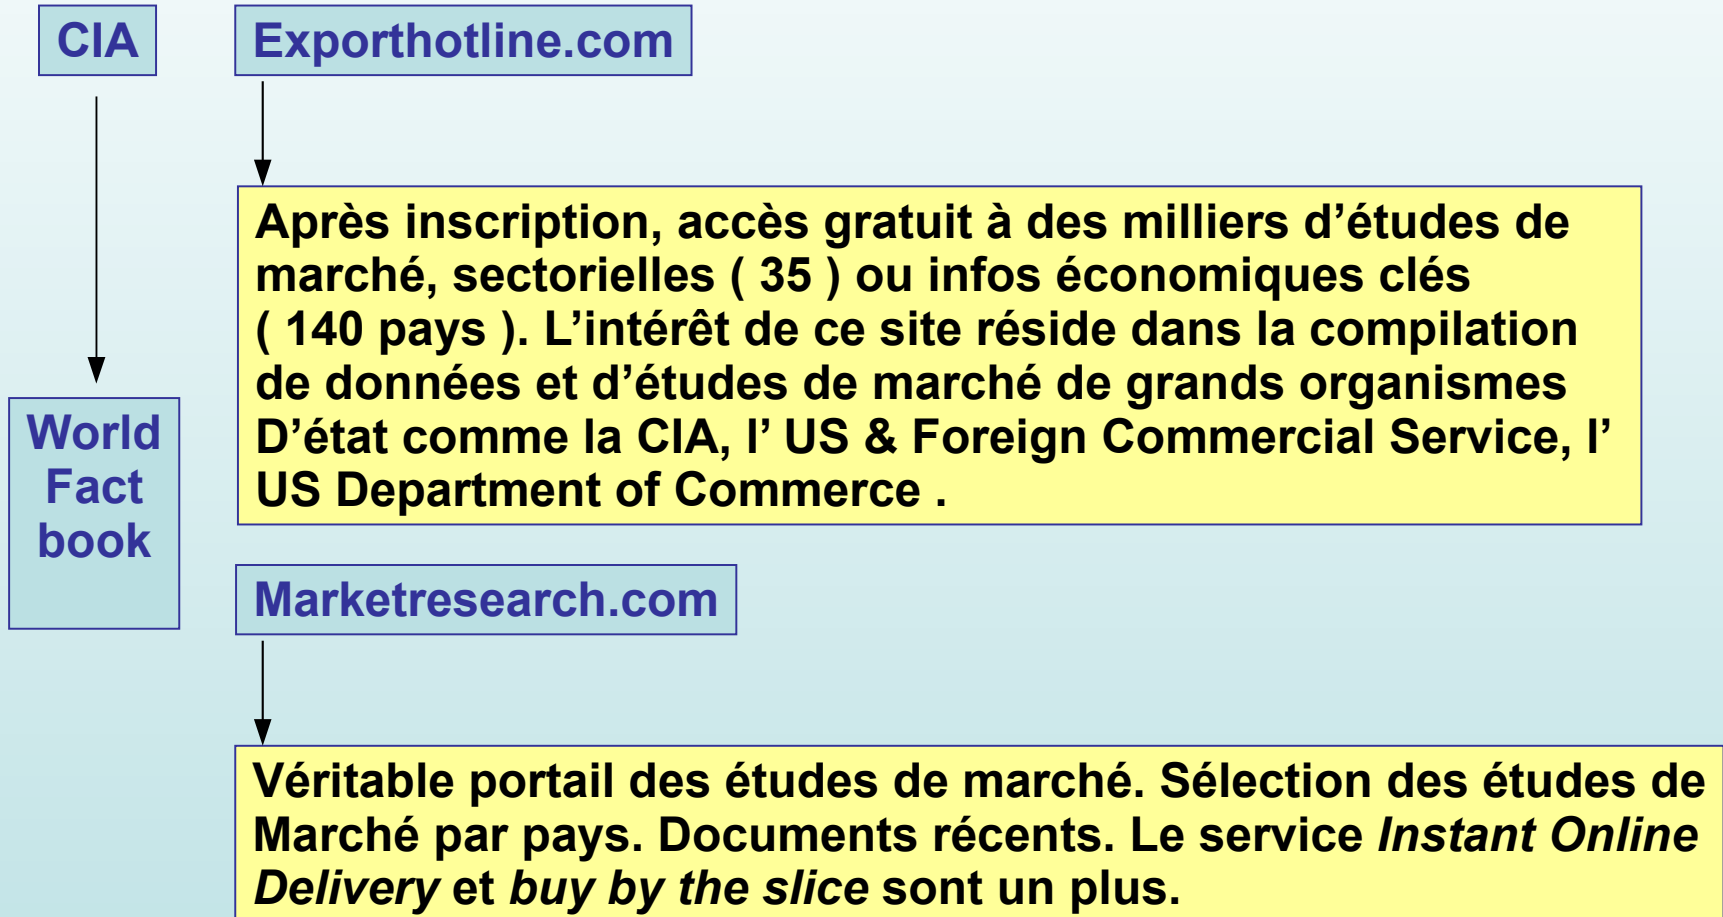 CIA
Exporthotline.com
Après inscription, accès gratuit à des milliers d’études de
marché, sectorielles ( 35 ) ou infos économiques clés
( 140 pays ). L’intérêt de ce site réside dans la compilation
de données et d’études de marché de grands organismes
D’état comme la CIA, l’ US & Foreign Commercial Service, l’
US Department of Commerce .
World
Fact
book
Marketresearch.com
Véritable portail des études de marché. Sélection des études de
Marché par pays. Documents récents. Le service Instant Online
Delivery et buy by the slice sont un plus.